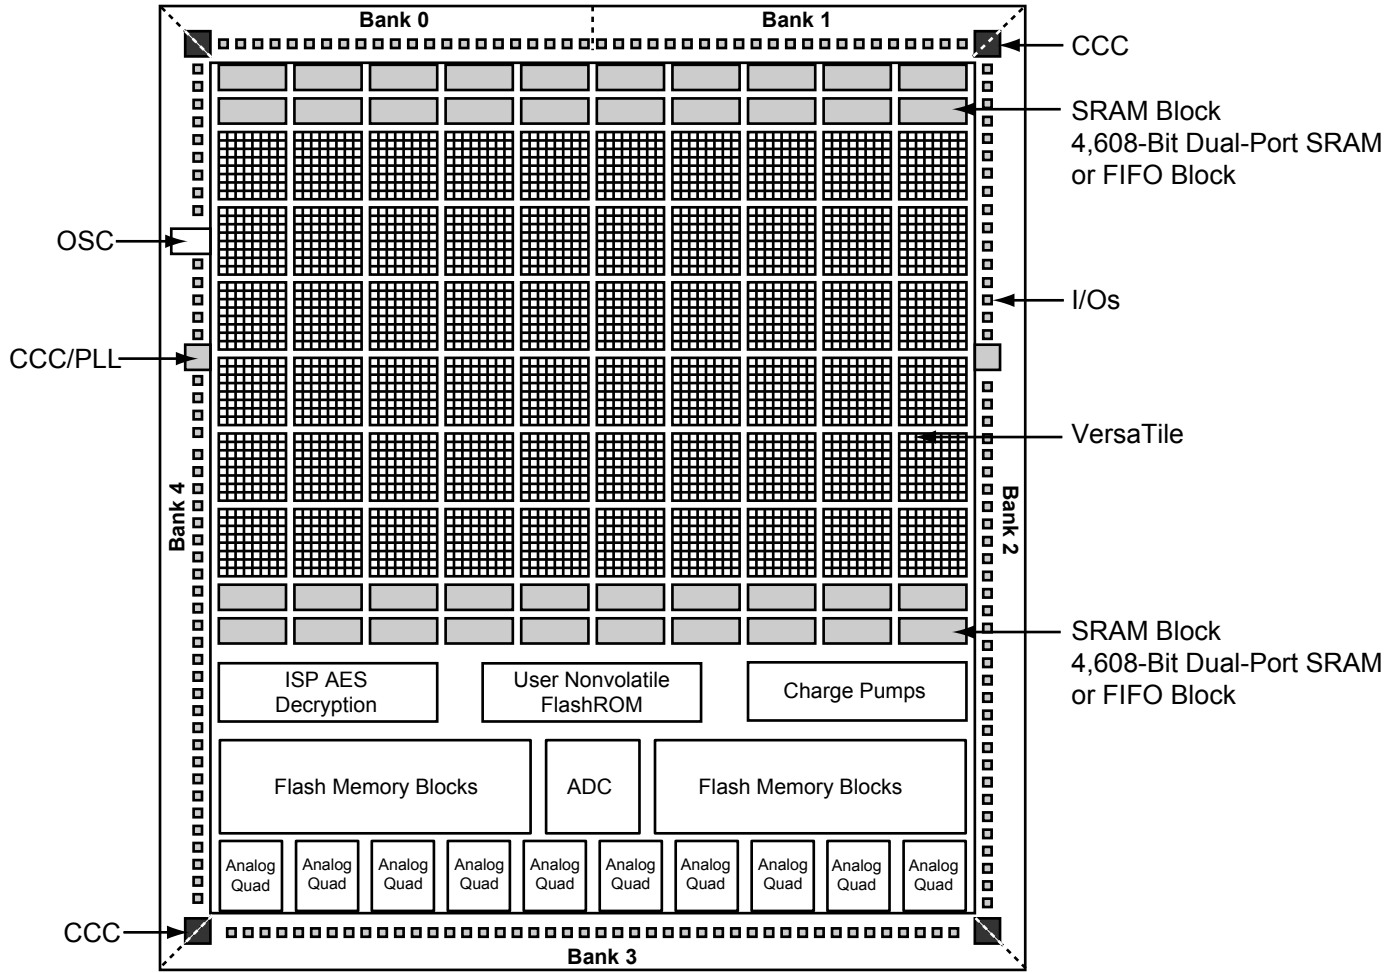 Bank 0
Bank 1
CCC
SRAM Block
4,608-Bit Dual-Port SRAM
or FIFO Block
OSC
I/Os
CCC/PLL
VersaTile
Bank 4
Bank 2
SRAM Block
4,608-Bit Dual-Port SRAM
or FIFO Block
ISP AES
Decryption
User Nonvolatile
FlashROM
Charge Pumps
Flash Memory Blocks
ADC
Flash Memory Blocks
Analog
Quad
Analog
Quad
Analog
Quad
Analog
Quad
Analog
Quad
Analog
Quad
Analog
Quad
Analog
Quad
Analog
Quad
Analog
Quad
CCC
Bank 3